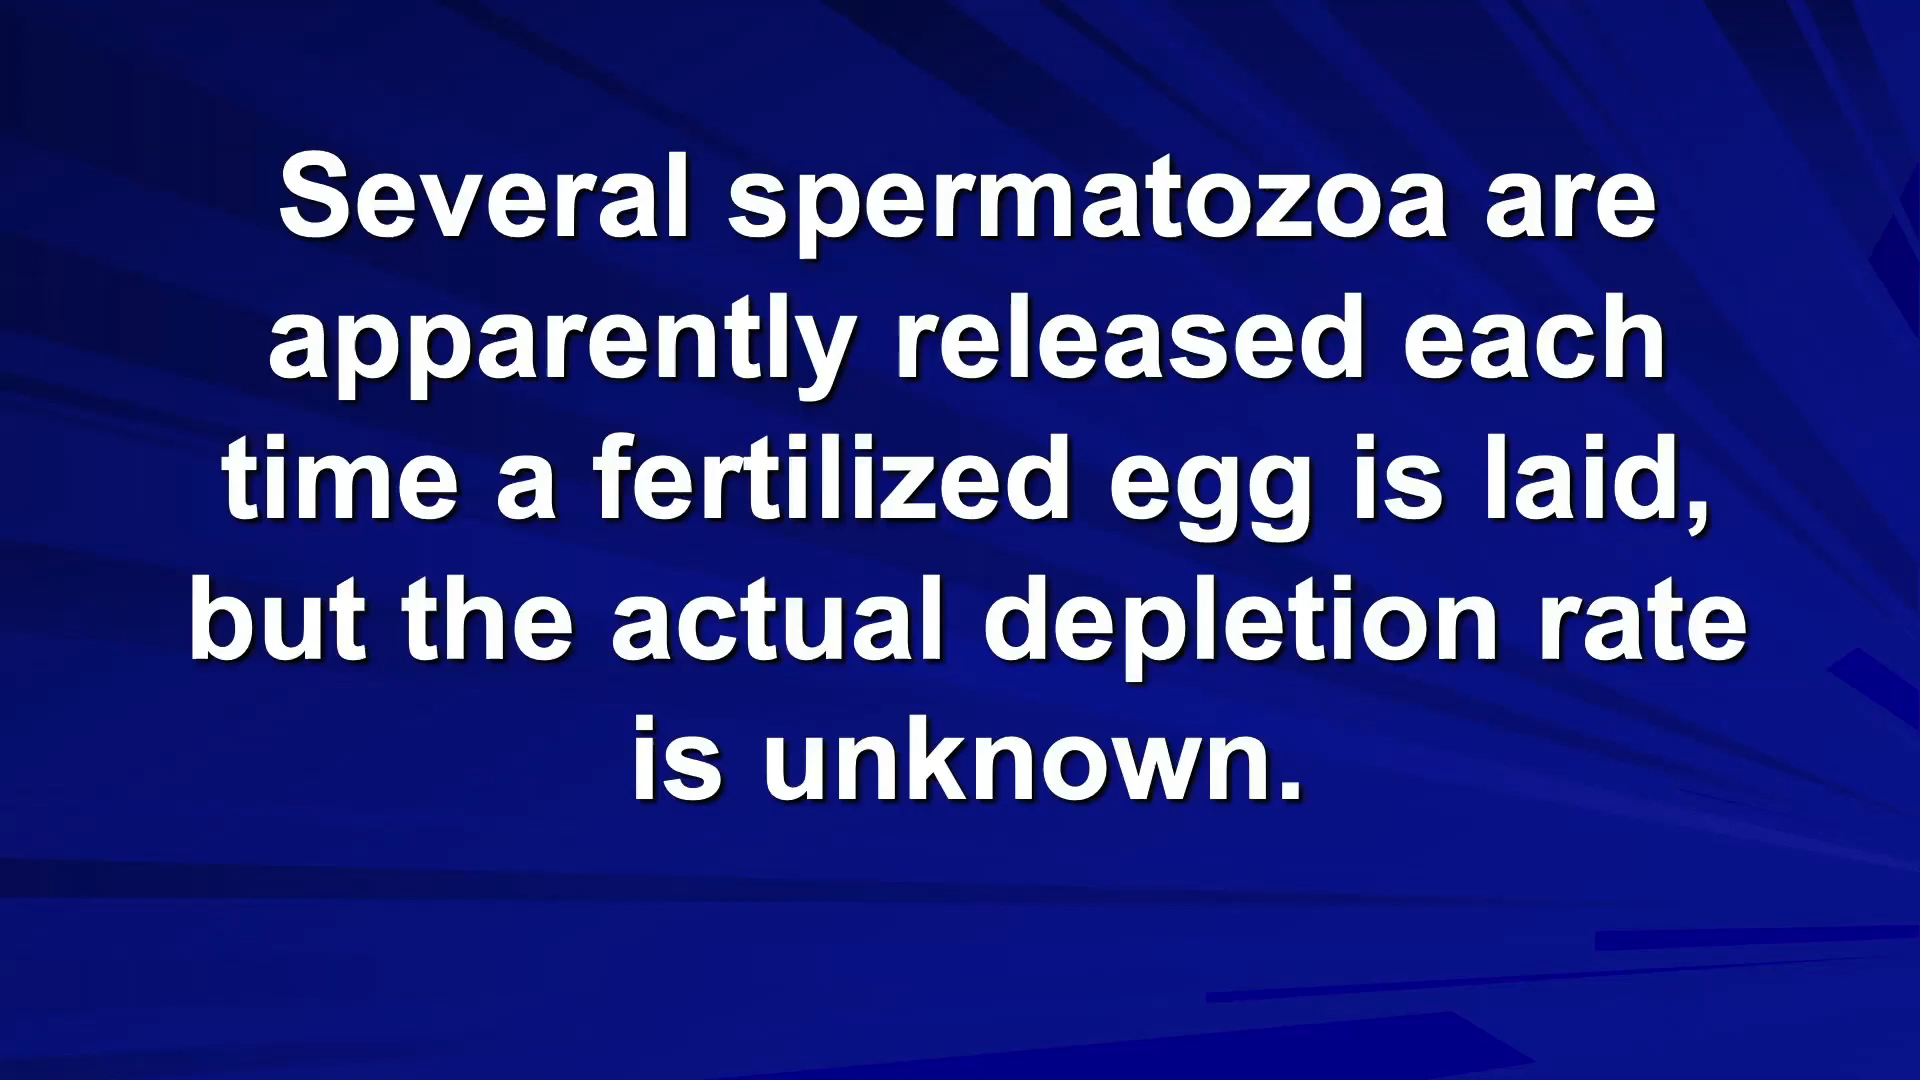 Several spermatozoa are
apparently released each
time a fertilized egg is laid,
but the actual depletion rate
is unknown.